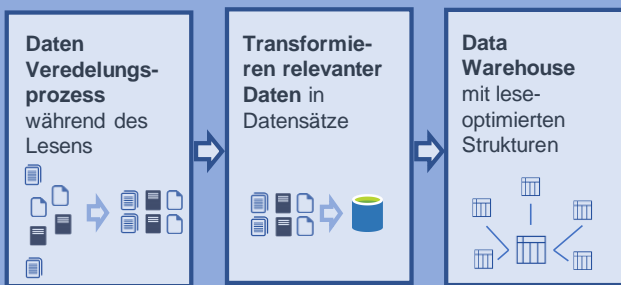 Daten
Veredelungs-
prozess
während des
Lesens
Transformie-
ren relevanter
Daten in
Datensätze
Data
Warehouse
mit lese-
optimierten
Strukturen